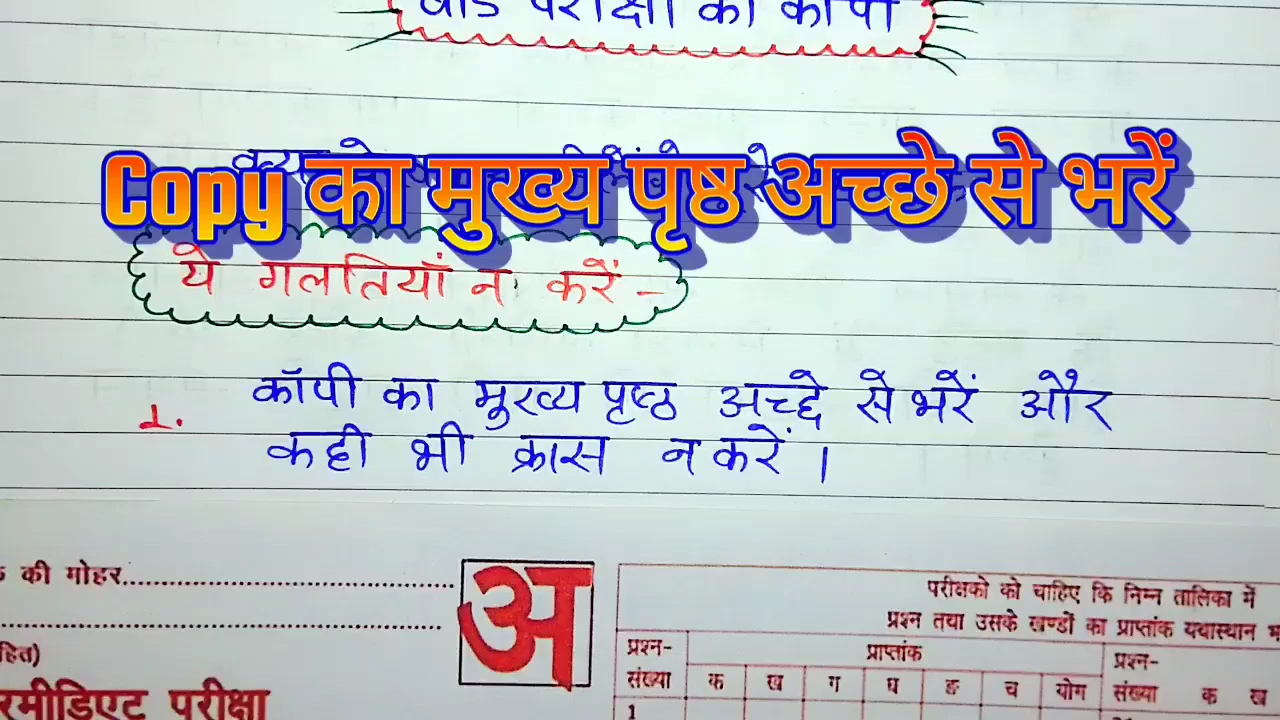 बोर्ड परीक्षा की कॉपी
Copy का मुख्य पृष्ठ अच्छे से भरें
ये गलतियाँ न करें -
1. कॉपी का मुख्य पृष्ठ अच्छे से भरें और
कही भी क्रास न करें ।
की मोहर
अ
हित)
रमीडिएट परीक्षा
परीक्षको को चाहिए कि निम्न तालिका में
प्रश्न तथा उसके खण्डों का प्राप्तांक यथास्थान
प्रश्न- प्राप्तांक प्रश्न-
संख्या क ख ग घ ङ च योग संख्या क ख
1